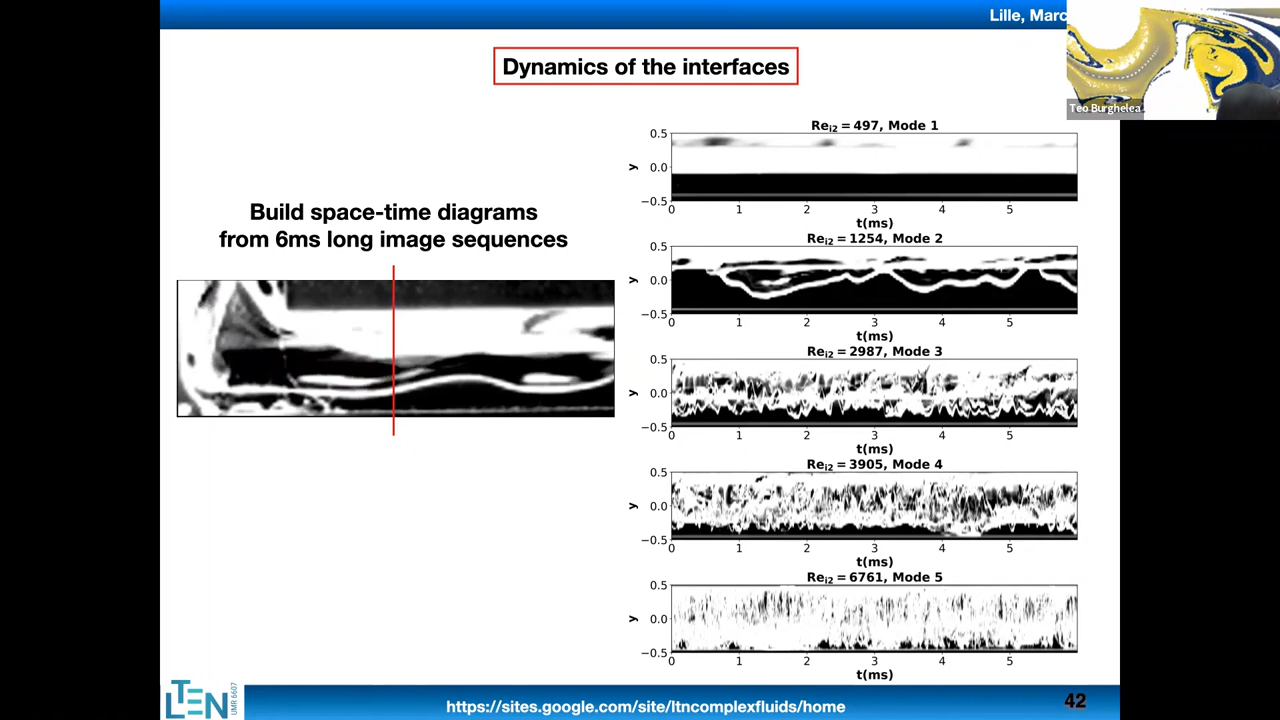 Lille, Marc
Teo Burghelea
Dynamics of the interfaces
Build space-time diagrams
from 6ms long image sequences
Re_i2 = 497, Mode 1
0.5
0.0
−0.5
y
0 1 2 3 4 5
t(ms)
Re_i2 = 1254, Mode 2
0.5
0.0
−0.5
y
0 1 2 3 4 5
t(ms)
Re_i2 = 2987, Mode 3
0.5
0.0
−0.5
y
0 1 2 3 4 5
t(ms)
Re_i2 = 3905, Mode 4
0.5
0.0
−0.5
y
0 1 2 3 4 5
t(ms)
Re_i2 = 6761, Mode 5
0.5
0.0
−0.5
y
0 1 2 3 4 5
t(ms)
LTEN
UMR 6607
https://sites.google.com/site/ltncomplexfluids/home
42